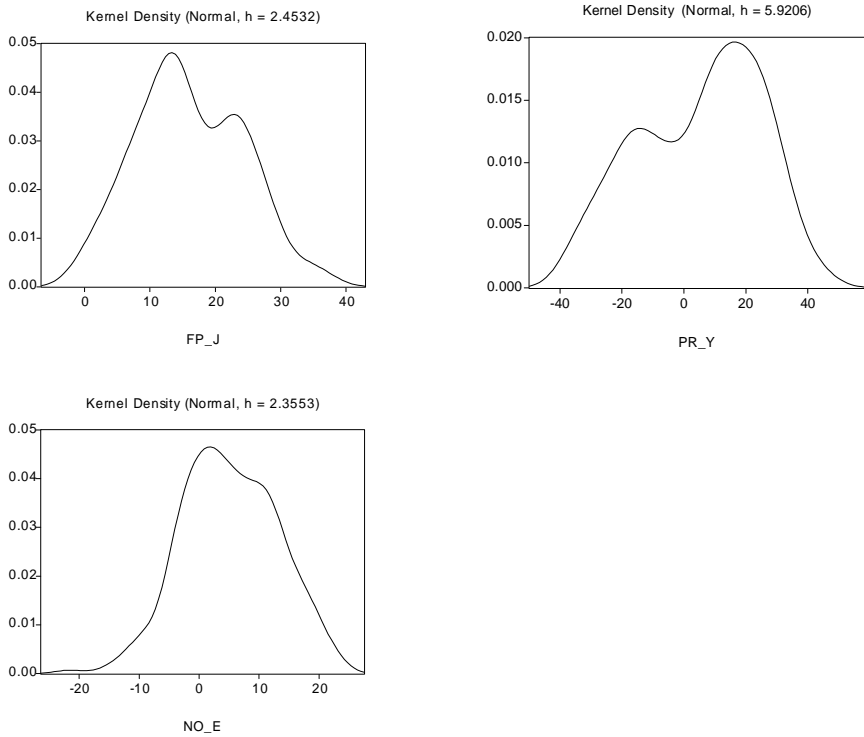 Kernel Density (Normal, h = 2.4532)
0.05
0.04
0.03
0.02
0.01
0.00
0 10 20 30 40
FP_J
Kernel Density (Normal, h = 5.9206)
0.020
0.015
0.010
0.005
0.000
-40 -20 0 20 40
PR_Y
Kernel Density (Normal, h = 2.3553)
0.05
0.04
0.03
0.02
0.01
0.00
-20 -10 0 10 20
NO_E